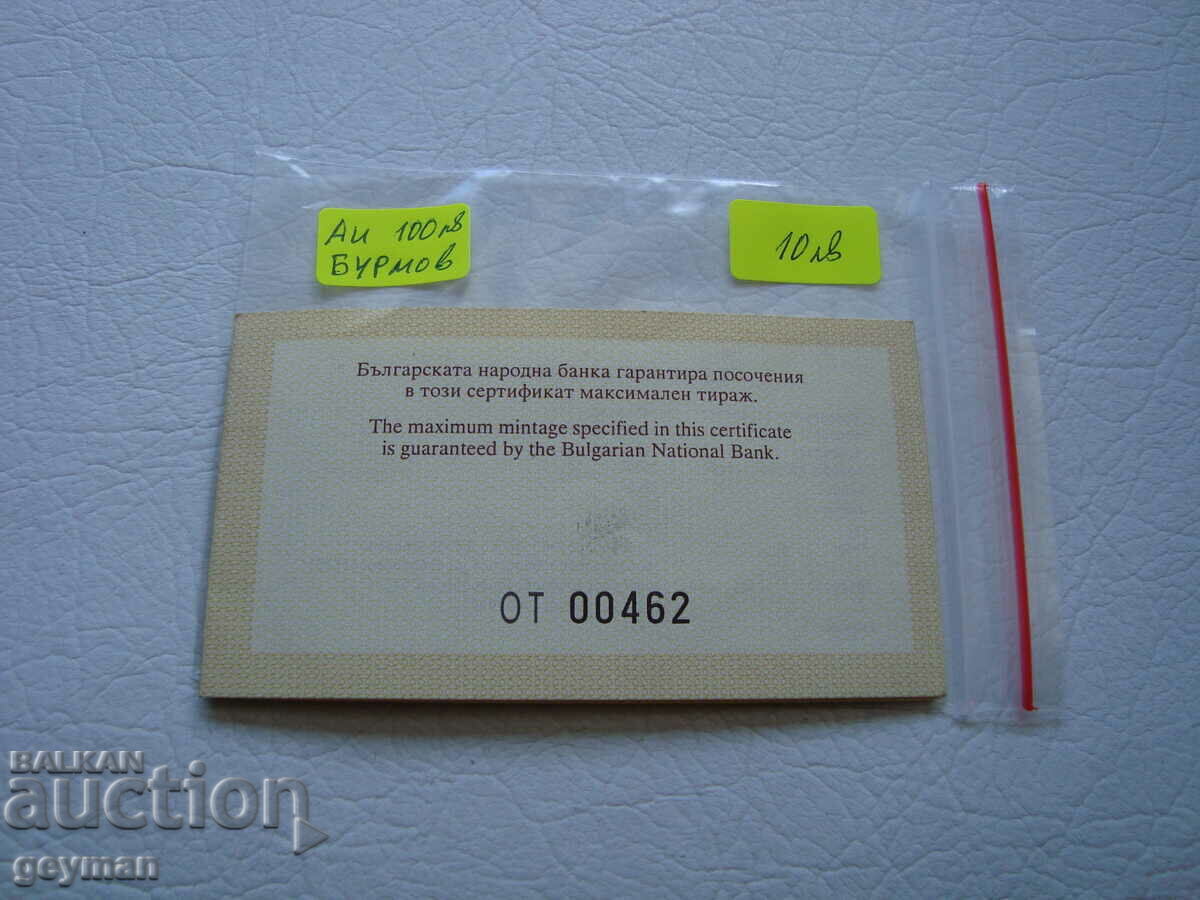 Аи 100лв
БУРМОВ
10лв
Българската народна банка гарантира посочения
в този сертификат максимален тираж.
The maximum mintage specified in this certificate
is guaranteed by the Bulgarian National Bank.
ОТ 00462
BALKAN
auction
geyman